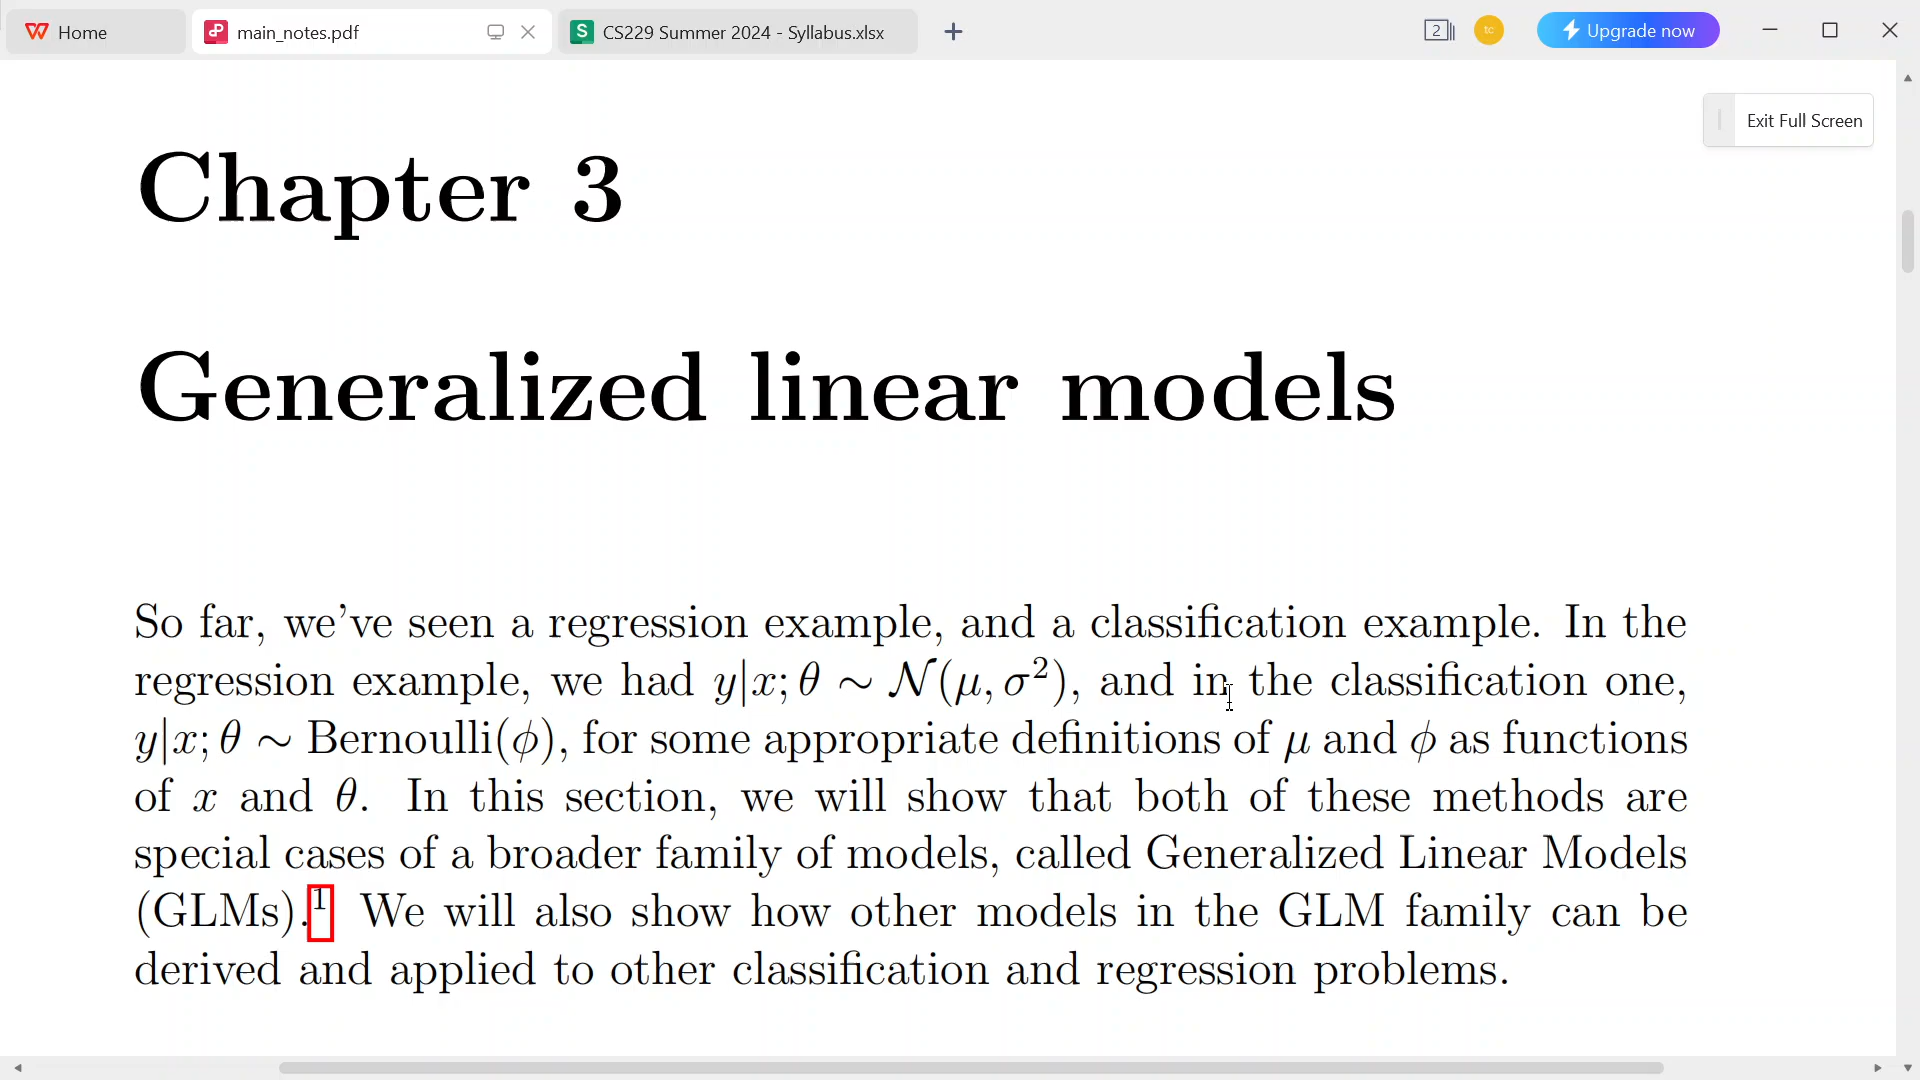 Home
main_notes.pdf
CS229 Summer 2024 - Syllabus.xlsx
2
tc
Upgrade now
Exit Full Screen
Chapter 3
Generalized linear models
So far, we've seen a regression example, and a classification example. In the
regression example, we had y|x; θ ∼ 𝒩(μ, σ²), and in the classification one,
y|x; θ ∼ Bernoulli(ϕ), for some appropriate definitions of μ and ϕ as functions
of x and θ. In this section, we will show that both of these methods are
special cases of a broader family of models, called Generalized Linear Models
(GLMs).¹ We will also show how other models in the GLM family can be
derived and applied to other classification and regression problems.